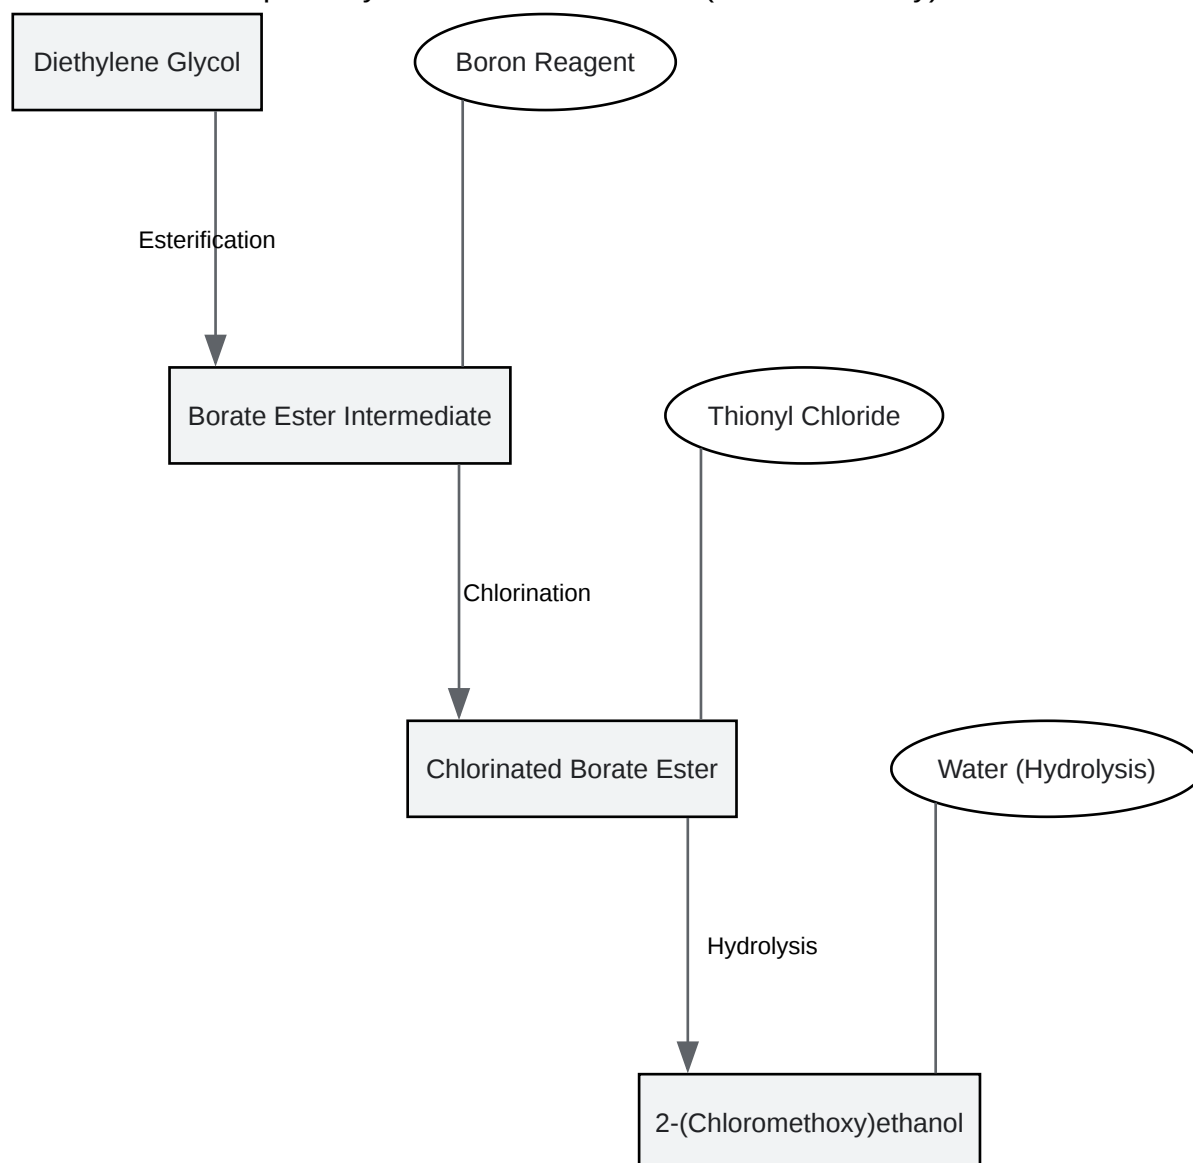 Diethylene Glycol
Boron Reagent
Esterification
Borate Ester Intermediate
Thionyl Chloride
Chlorination
Chlorinated Borate Ester
Water (Hydrolysis)
Hydrolysis
2-(Chloromethoxy)ethanol